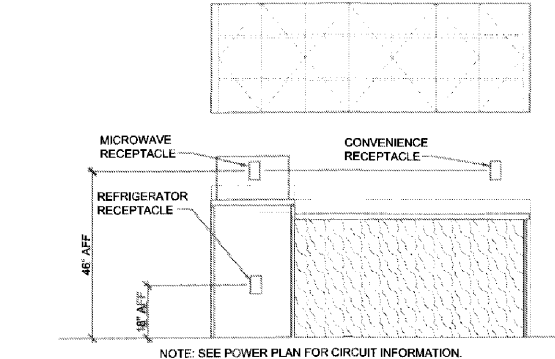 MICROWAVE
RECEPTACLE
CONVENIENCE
RECEPTACLE
REFRIGERATOR
RECEPTACLE
46" AFF
18" AFF
NOTE: SEE POWER PLAN FOR CIRCUIT INFORMATION.